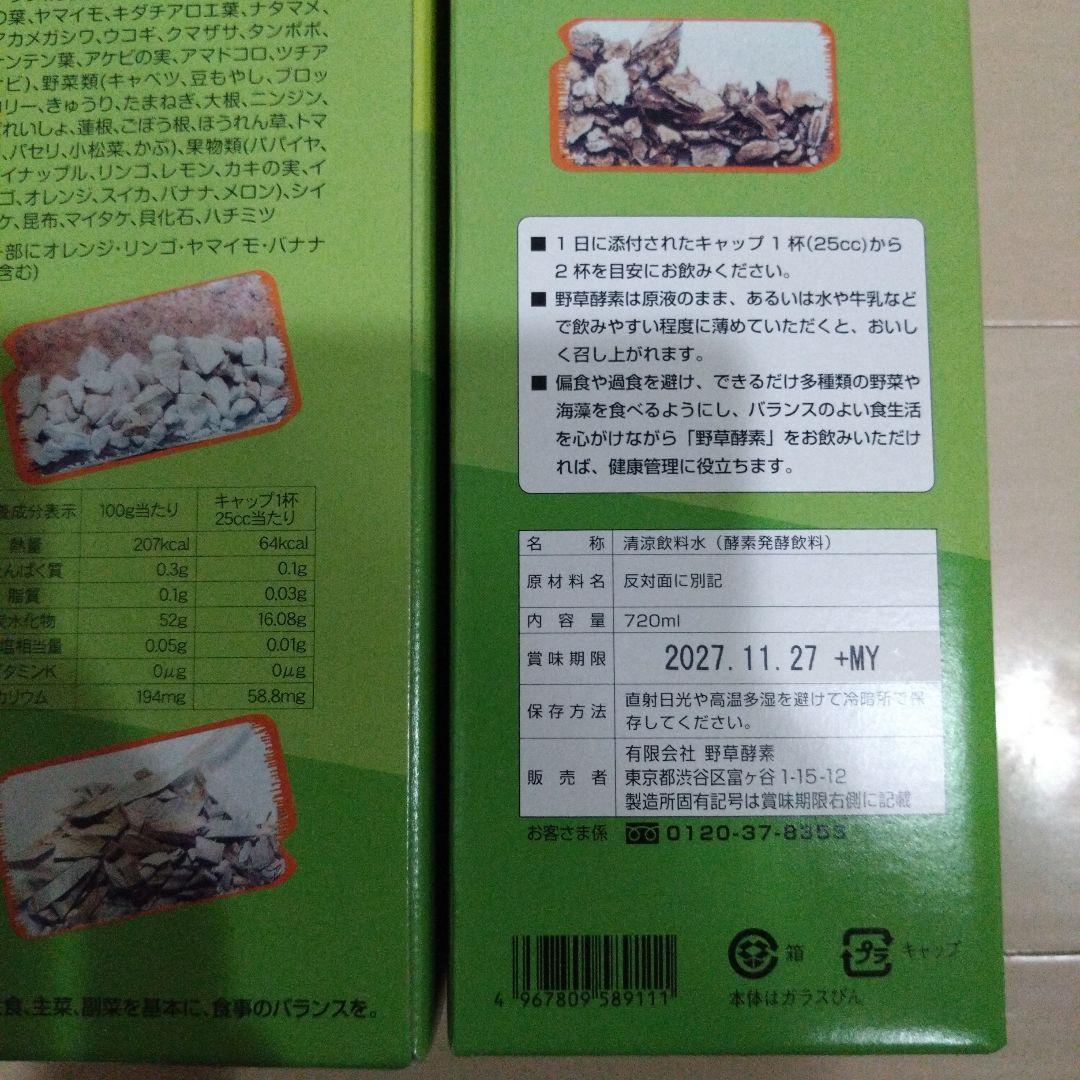 の葉、ヤマイモ、キダチアロエ葉、ナタマメ、
アカメガシワ、ウコギ、クマザサ、タンポポ、
ンテン葉、アケビの実、アマドコロ、ツチア
ビ)、野菜類(キャベツ、豆もやし、ブロッ
リー、きゅうり、たまねぎ、大根、ニンジン、
れいしょ、蓮根、ごぼう根、ほうれん草、トマ
、パセリ、小松菜、かぶ)、果物類(パパイヤ、
イナップル、リンゴ、レモン、カキの実、イ
ゴ、オレンジ、スイカ、バナナ、メロン)、シイ
ケ、昆布、マイタケ、貝化石、ハチミツ
部にオレンジ・リンゴ・ヤマイモ・バナナ
含む)
養成分表示 100g当たり キャップ1杯
25cc当たり
熱量 207kcal 64kcal
んぱく質 0.3g 0.1g
脂質 0.1g 0.03g
炭水化物 52g 16.08g
塩相当量 0.05g 0.01g
タミンK 0μg 0μg
カリウム 194mg 58.8mg
食、主菜、副菜を基本に、食事のバランスを。
■ 1日に添付されたキャップ1杯(25cc)から
2杯を目安にお飲みください。
■ 野草酵素は原液のまま、あるいは水や牛乳など
で飲みやすい程度に薄めていただくと、おいし
く召し上がれます。
■ 偏食や過食を避け、できるだけ多種類の野菜や
海藻を食べるようにし、バランスのよい食生活
を心がけながら「野草酵素」をお飲みいただけ
れば、健康管理に役立ちます。
名称 清涼飲料水(酵素発酵飲料)
原材料名 反対面に別記
内容量 720ml
賞味期限 2027.11.27 +MY
保存方法 直射日光や高温多湿を避けて冷暗所で保
存してください。
販売者 有限会社 野草酵素
東京都渋谷区富ヶ谷1-15-12
製造所固有記号は賞味期限右側に記載
お客さま係 0120-37-8353
4 967809 589111
箱
プラ キャップ
本体はガラスびん